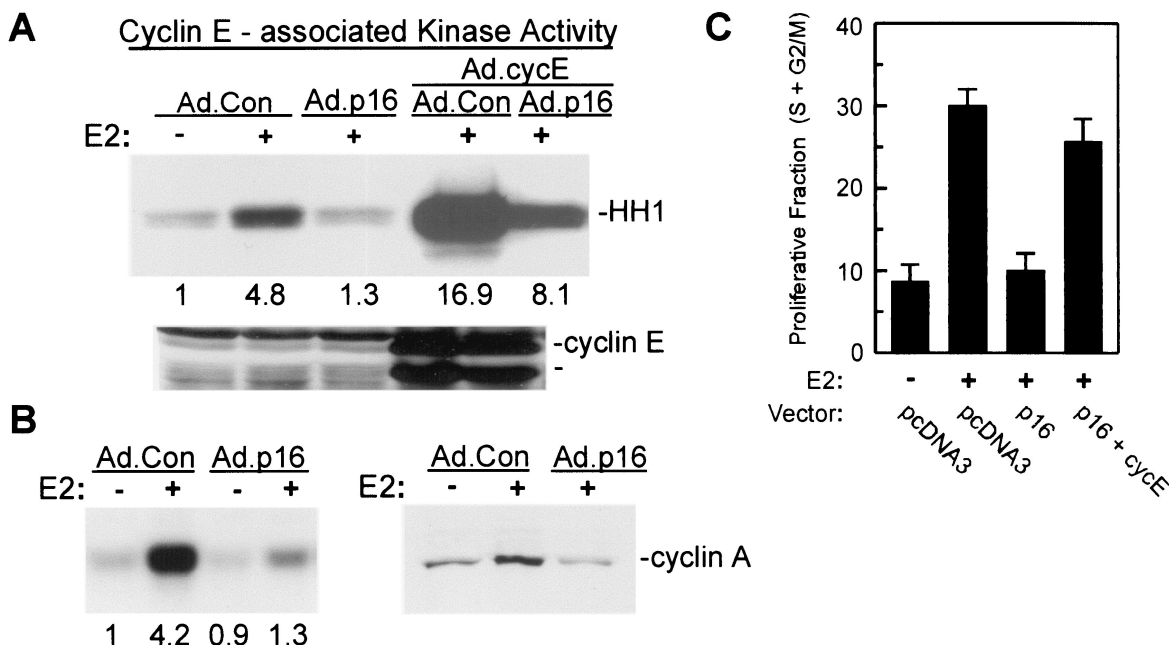 A
Cyclin E - associated Kinase Activity
Ad.cycE
Ad.Con Ad.p16 Ad.Con Ad.p16
E2: - + + + +
-HH1
1 4.8 1.3 16.9 8.1
-cyclin E
-
B
Ad.Con Ad.p16
E2: - + - +
1 4.2 0.9 1.3
Ad.Con Ad.p16
E2: - + +
-cyclin A
C
Proliferative Fraction (S + G2/M)
40
30
20
10
0
E2: - + + +
Vector: pcDNA3 pcDNA3 p16 p16 + cycE